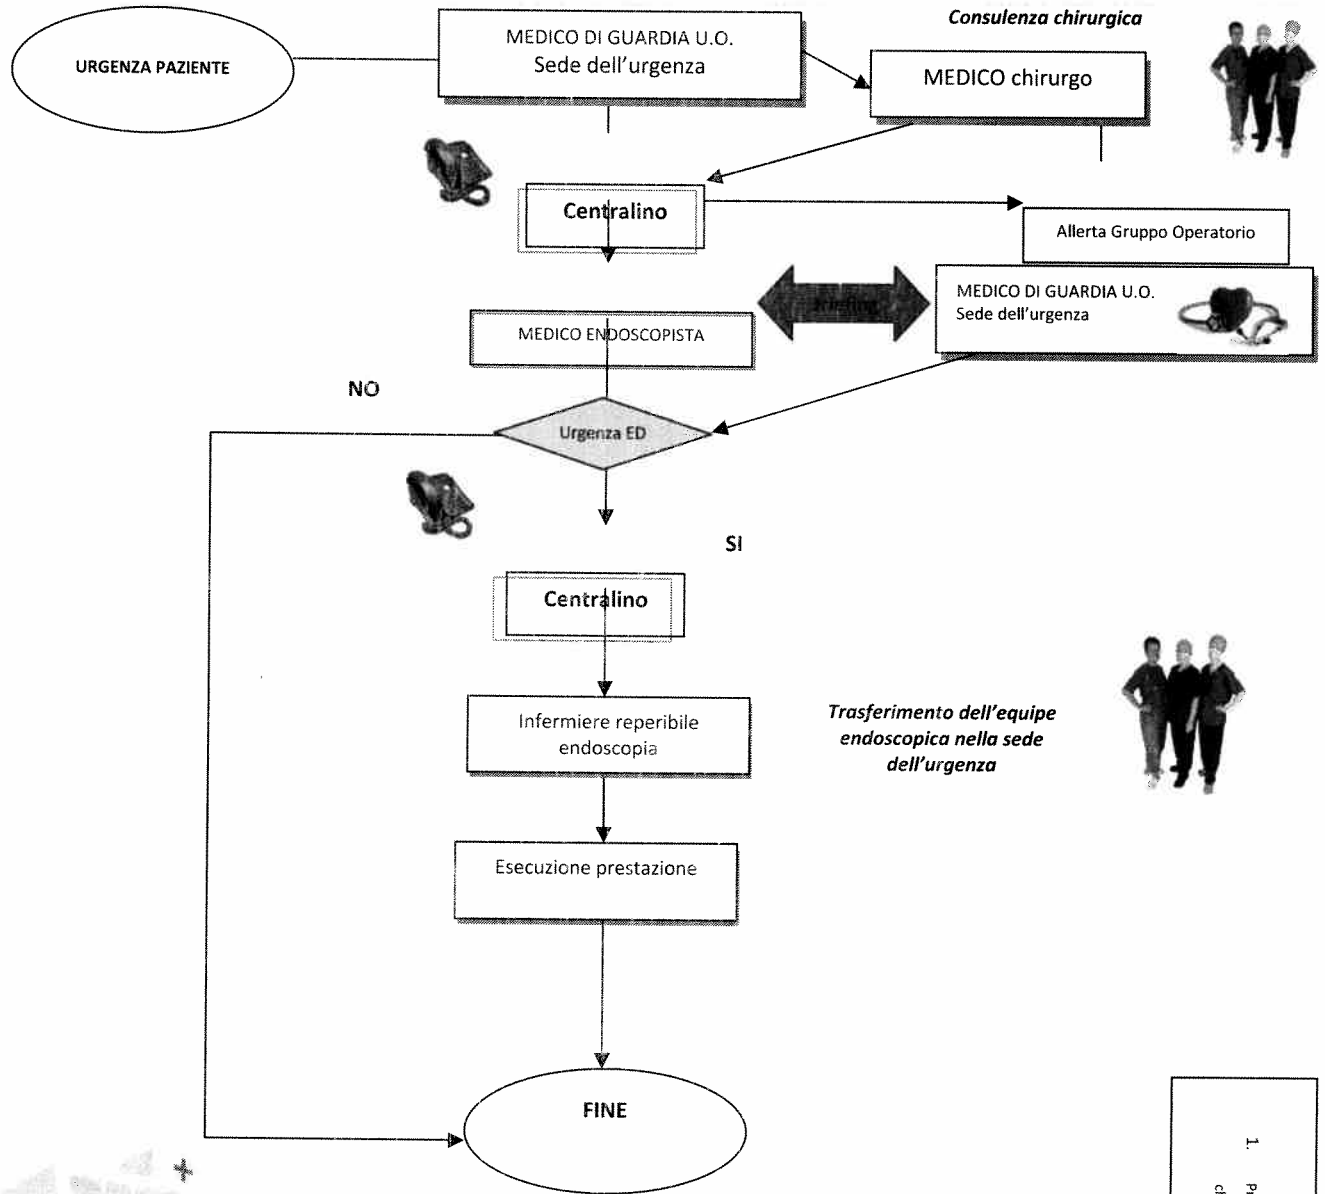 Consulenza chirurgica
URGENZA PAZIENTE
MEDICO DI GUARDIA U.O.
Sede dell'urgenza
MEDICO chirurgo
Centralino
Allerta Gruppo Operatorio
Briefing
MEDICO DI GUARDIA U.O.
Sede dell'urgenza
MEDICO ENDOSCOPISTA
NO
Urgenza ED
SI
Centralino
Infermiere reperibile
endoscopia
Trasferimento dell'equipe
endoscopica nella sede
dell'urgenza
Esecuzione prestazione
FINE
1.